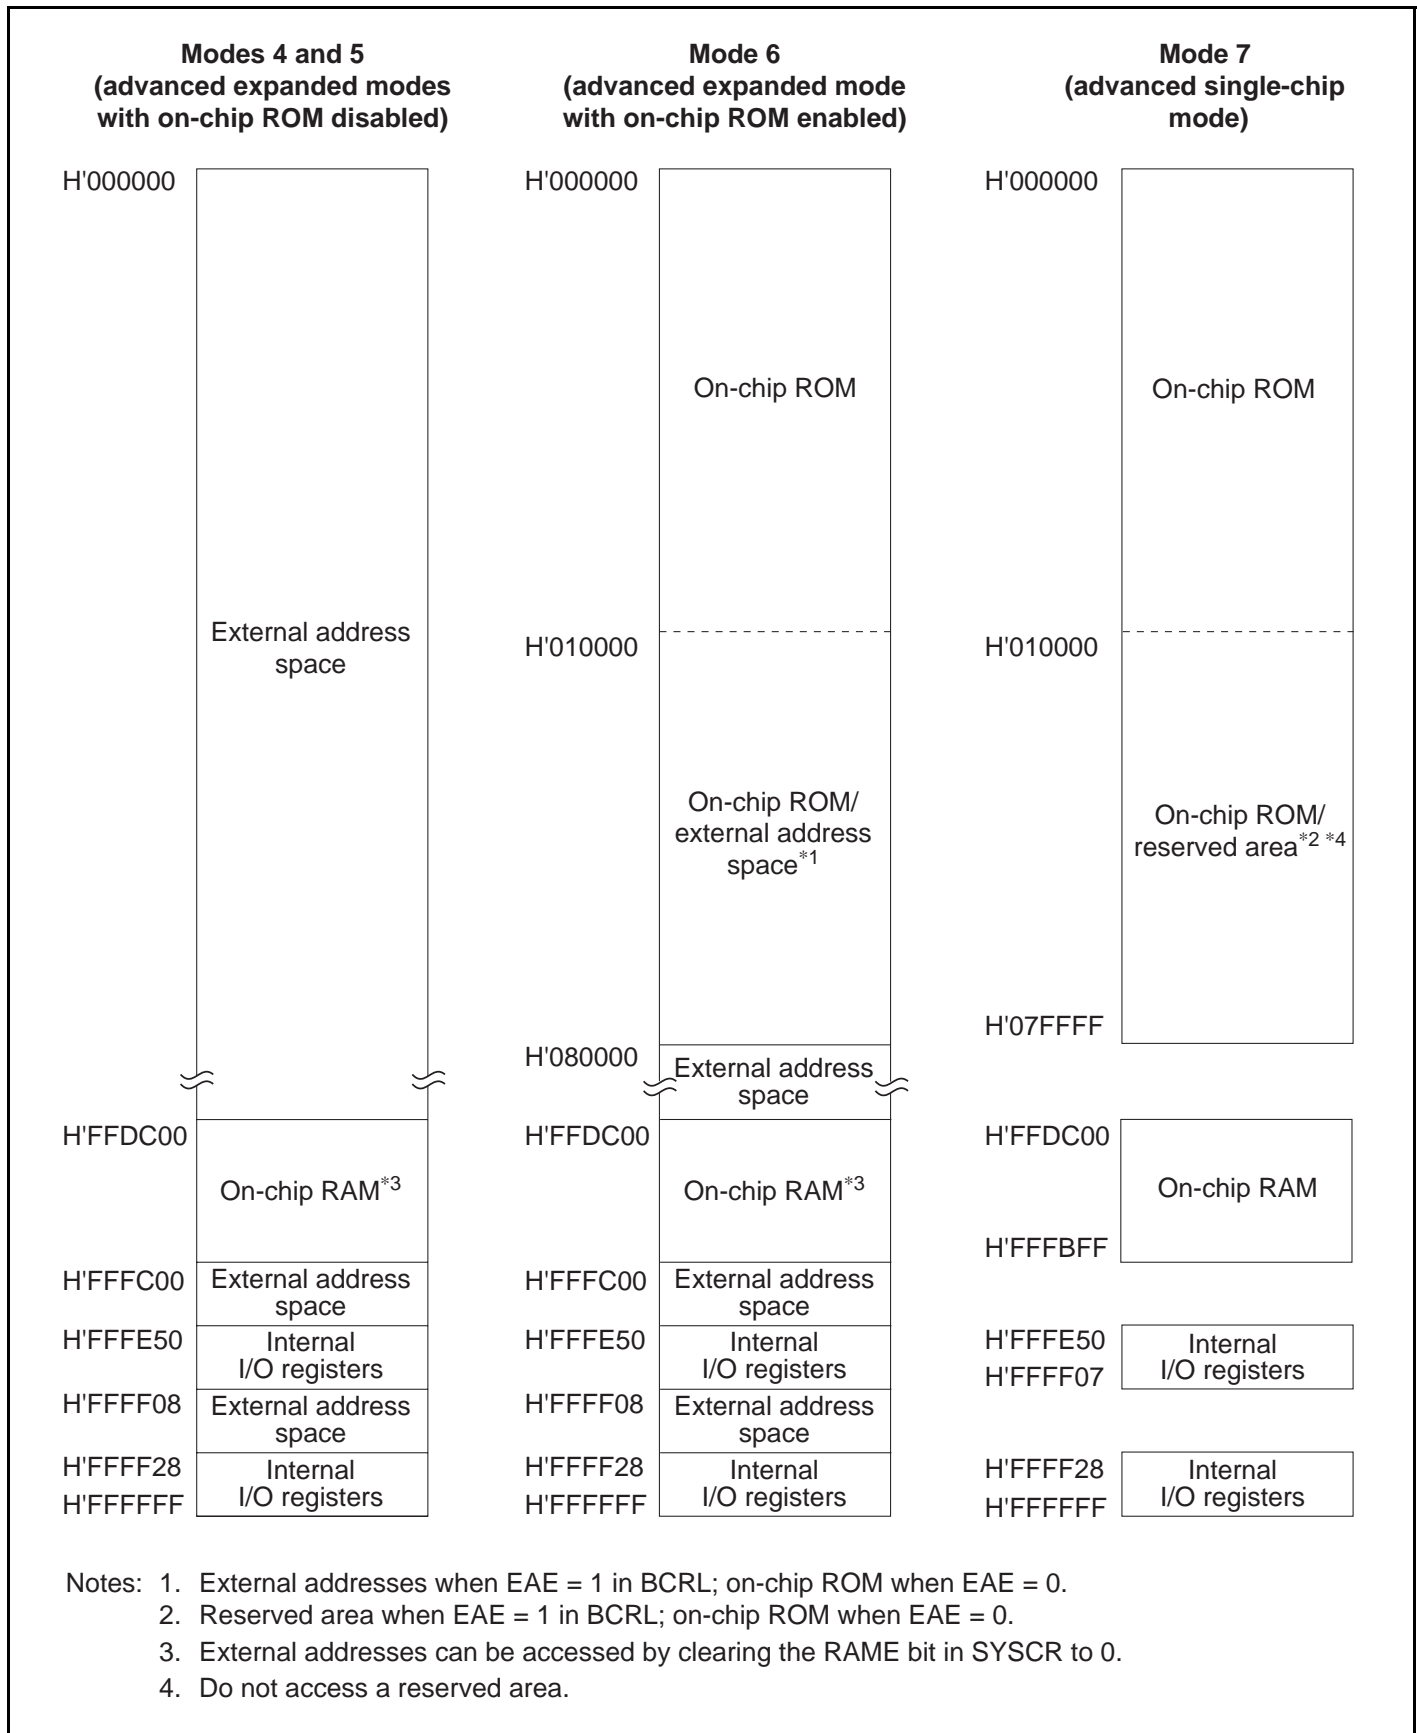 Modes 4 and 5
(advanced expanded modes
with on-chip ROM disabled)
H'000000
External address
space
H'FFDC00
On-chip RAM*3
H'FFFC00
External address
space
H'FFFE50
Internal
I/O registers
H'FFFF08
External address
space
H'FFFF28
Internal
I/O registers
H'FFFFFF
Mode 6
(advanced expanded mode
with on-chip ROM enabled)
H'000000
On-chip ROM
H'010000
On-chip ROM/
external address
space*1
H'080000
External address
space
H'FFDC00
On-chip RAM*3
H'FFFC00
External address
space
H'FFFE50
Internal
I/O registers
H'FFFF08
External address
space
H'FFFF28
Internal
I/O registers
H'FFFFFF
Mode 7
(advanced single-chip
mode)
H'000000
On-chip ROM
H'010000
On-chip ROM/
reserved area*2 *4
H'07FFFF
H'FFDC00
On-chip RAM
H'FFFBFF
H'FFFE50
Internal
I/O registers
H'FFFF07
H'FFFF28
Internal
I/O registers
H'FFFFFF
Notes: 1. External addresses when EAE = 1 in BCRL; on-chip ROM when EAE = 0.
2. Reserved area when EAE = 1 in BCRL; on-chip ROM when EAE = 0.
3. External addresses can be accessed by clearing the RAME bit in SYSCR to 0.
4. Do not access a reserved area.